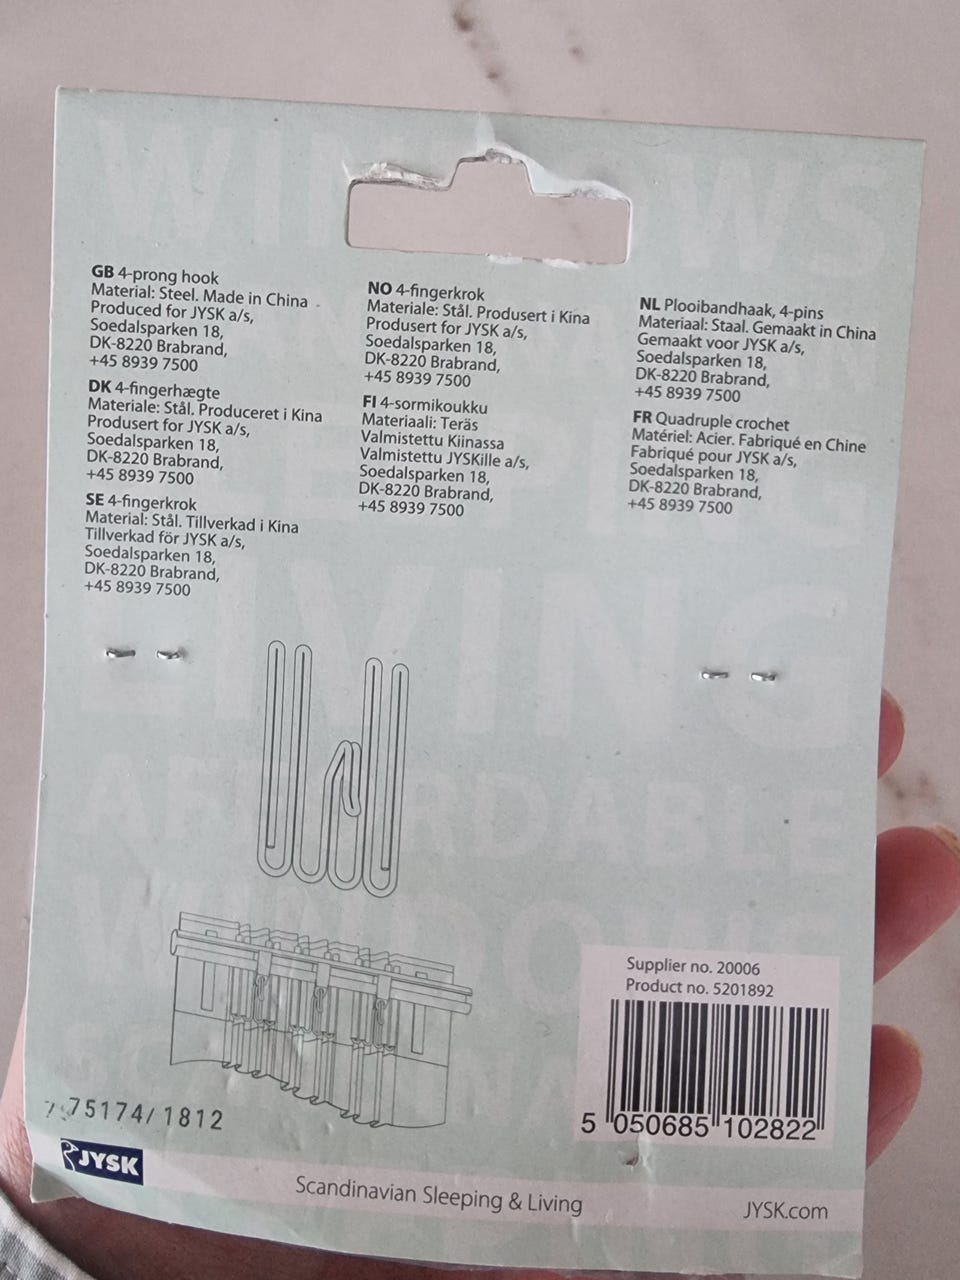 GB 4-prong hook
Material: Steel. Made in China
Produced for JYSK a/s,
Soedalsparken 18,
DK-8220 Brabrand,
+45 8939 7500
DK 4-fingerhægte
Materiale: Stål. Produceret i Kina
Produsert for JYSK a/s,
Soedalsparken 18,
DK-8220 Brabrand,
+45 8939 7500
SE 4-fingerkrok
Material: Stål. Tillverkad i Kina
Tillverkad för JYSK a/s,
Soedalsparken 18,
DK-8220 Brabrand,
+45 8939 7500
NO 4-fingerkrok
Materiale: Stål. Produsert i Kina
Produsert for JYSK a/s,
Soedalsparken 18,
DK-8220 Brabrand,
+45 8939 7500
FI 4-sormikoukku
Materiaali: Teräs
Valmistettu Kiinassa
Valmistettu JYSKille a/s,
Soedalsparken 18,
DK-8220 Brabrand,
+45 8939 7500
NL Plooibandhaak, 4-pins
Materiaal: Staal. Gemaakt in China
Gemaakt voor JYSK a/s,
Soedalsparken 18,
DK-8220 Brabrand,
+45 8939 7500
FR Quadruple crochet
Matériel: Acier. Fabriqué en Chine
Fabriqué pour JYSK a/s,
Soedalsparken 18,
DK-8220 Brabrand,
+45 8939 7500
WINDOWS
LIVING
AFFORDABLE
WINDOWS
Supplier no. 20006
Product no. 5201892
5 050685 102822
75174/1812
JYSK
Scandinavian Sleeping & Living
JYSK.com